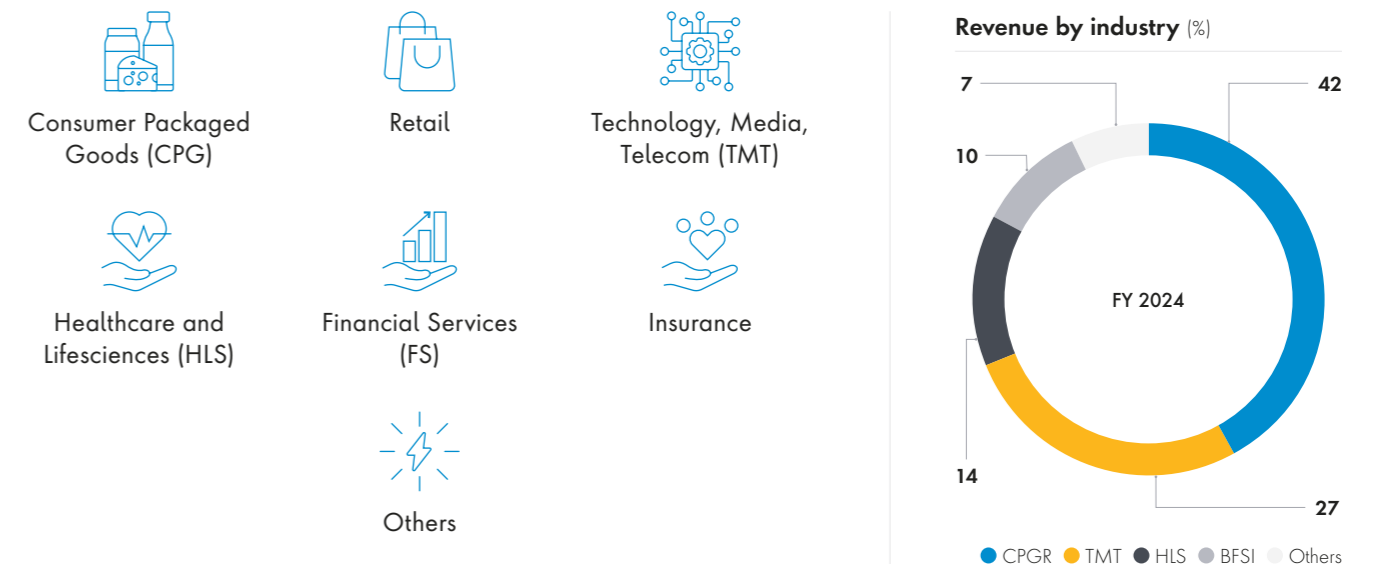 Consumer Packaged
Goods (CPG)
Retail
Technology, Media,
Telecom (TMT)
Healthcare and
Lifesciences (HLS)
Financial Services
(FS)
Insurance
Others
Revenue by industry (%)
7
42
10
FY 2024
14
27
CPGR TMT HLS BFSI Others